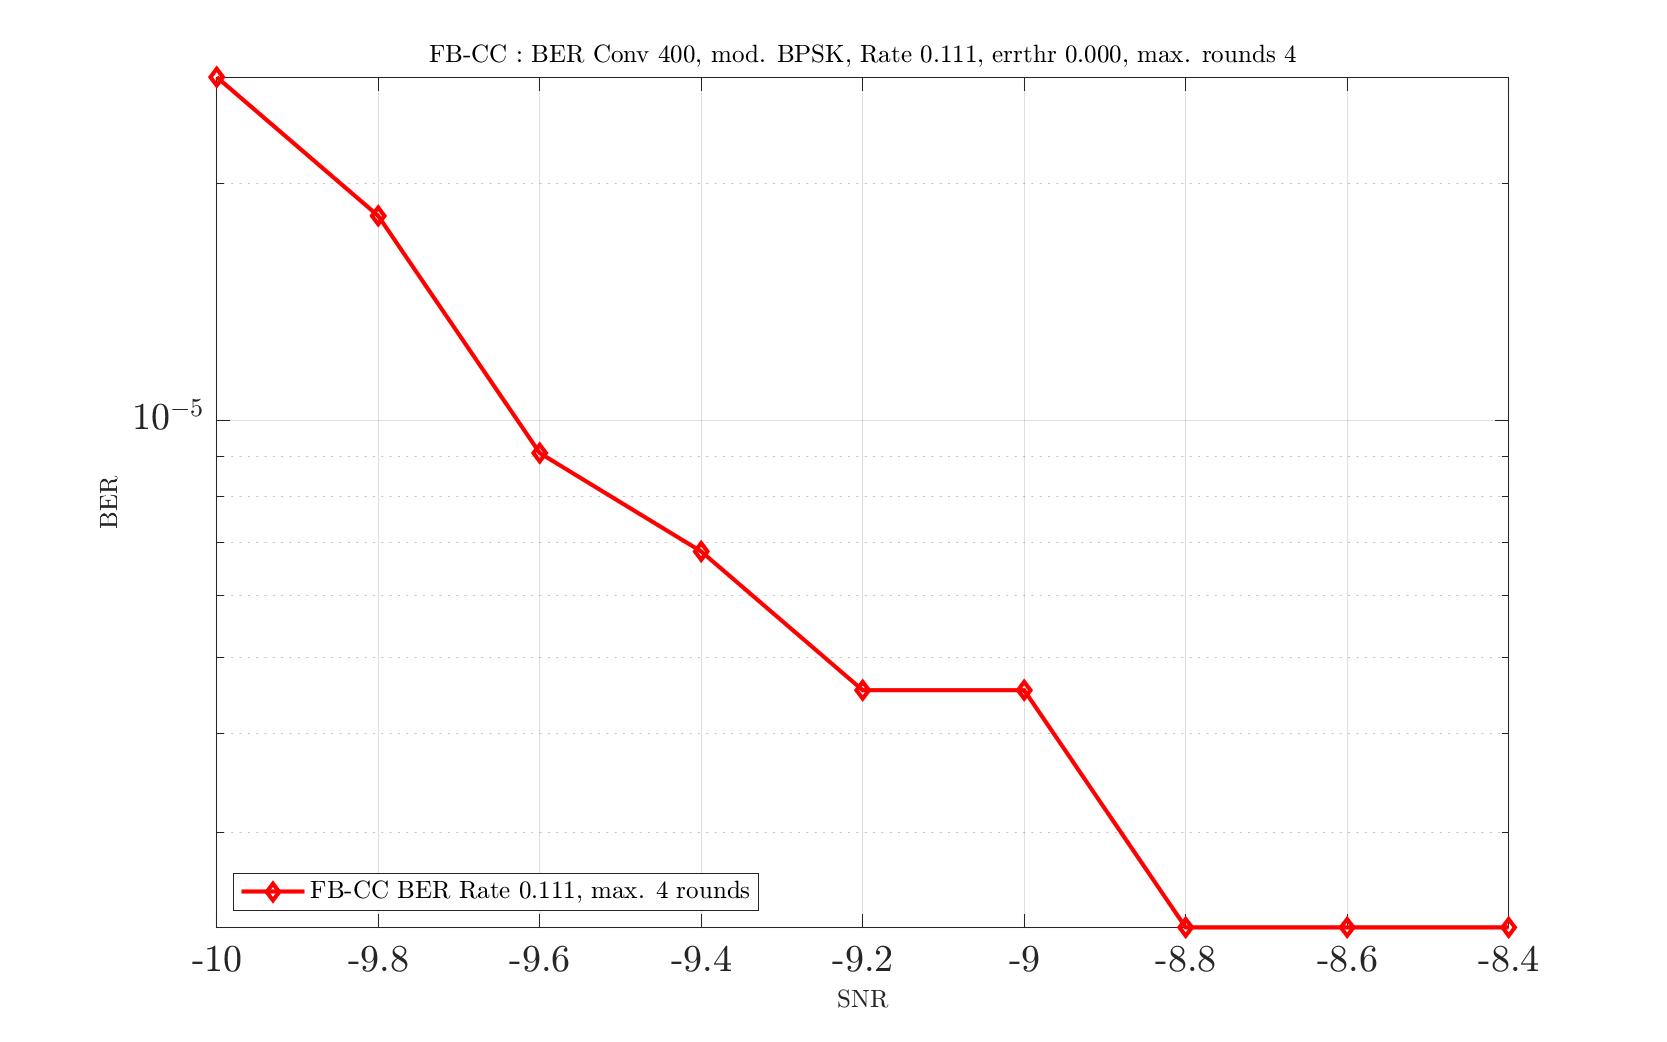 FB-CC : BER Conv 400, mod. BPSK, Rate 0.111, errthr 0.000, max. rounds 4
10⁻⁵
BER
FB-CC BER Rate 0.111, max. 4 rounds
-10 -9.8 -9.6 -9.4 -9.2 -9 -8.8 -8.6 -8.4
SNR